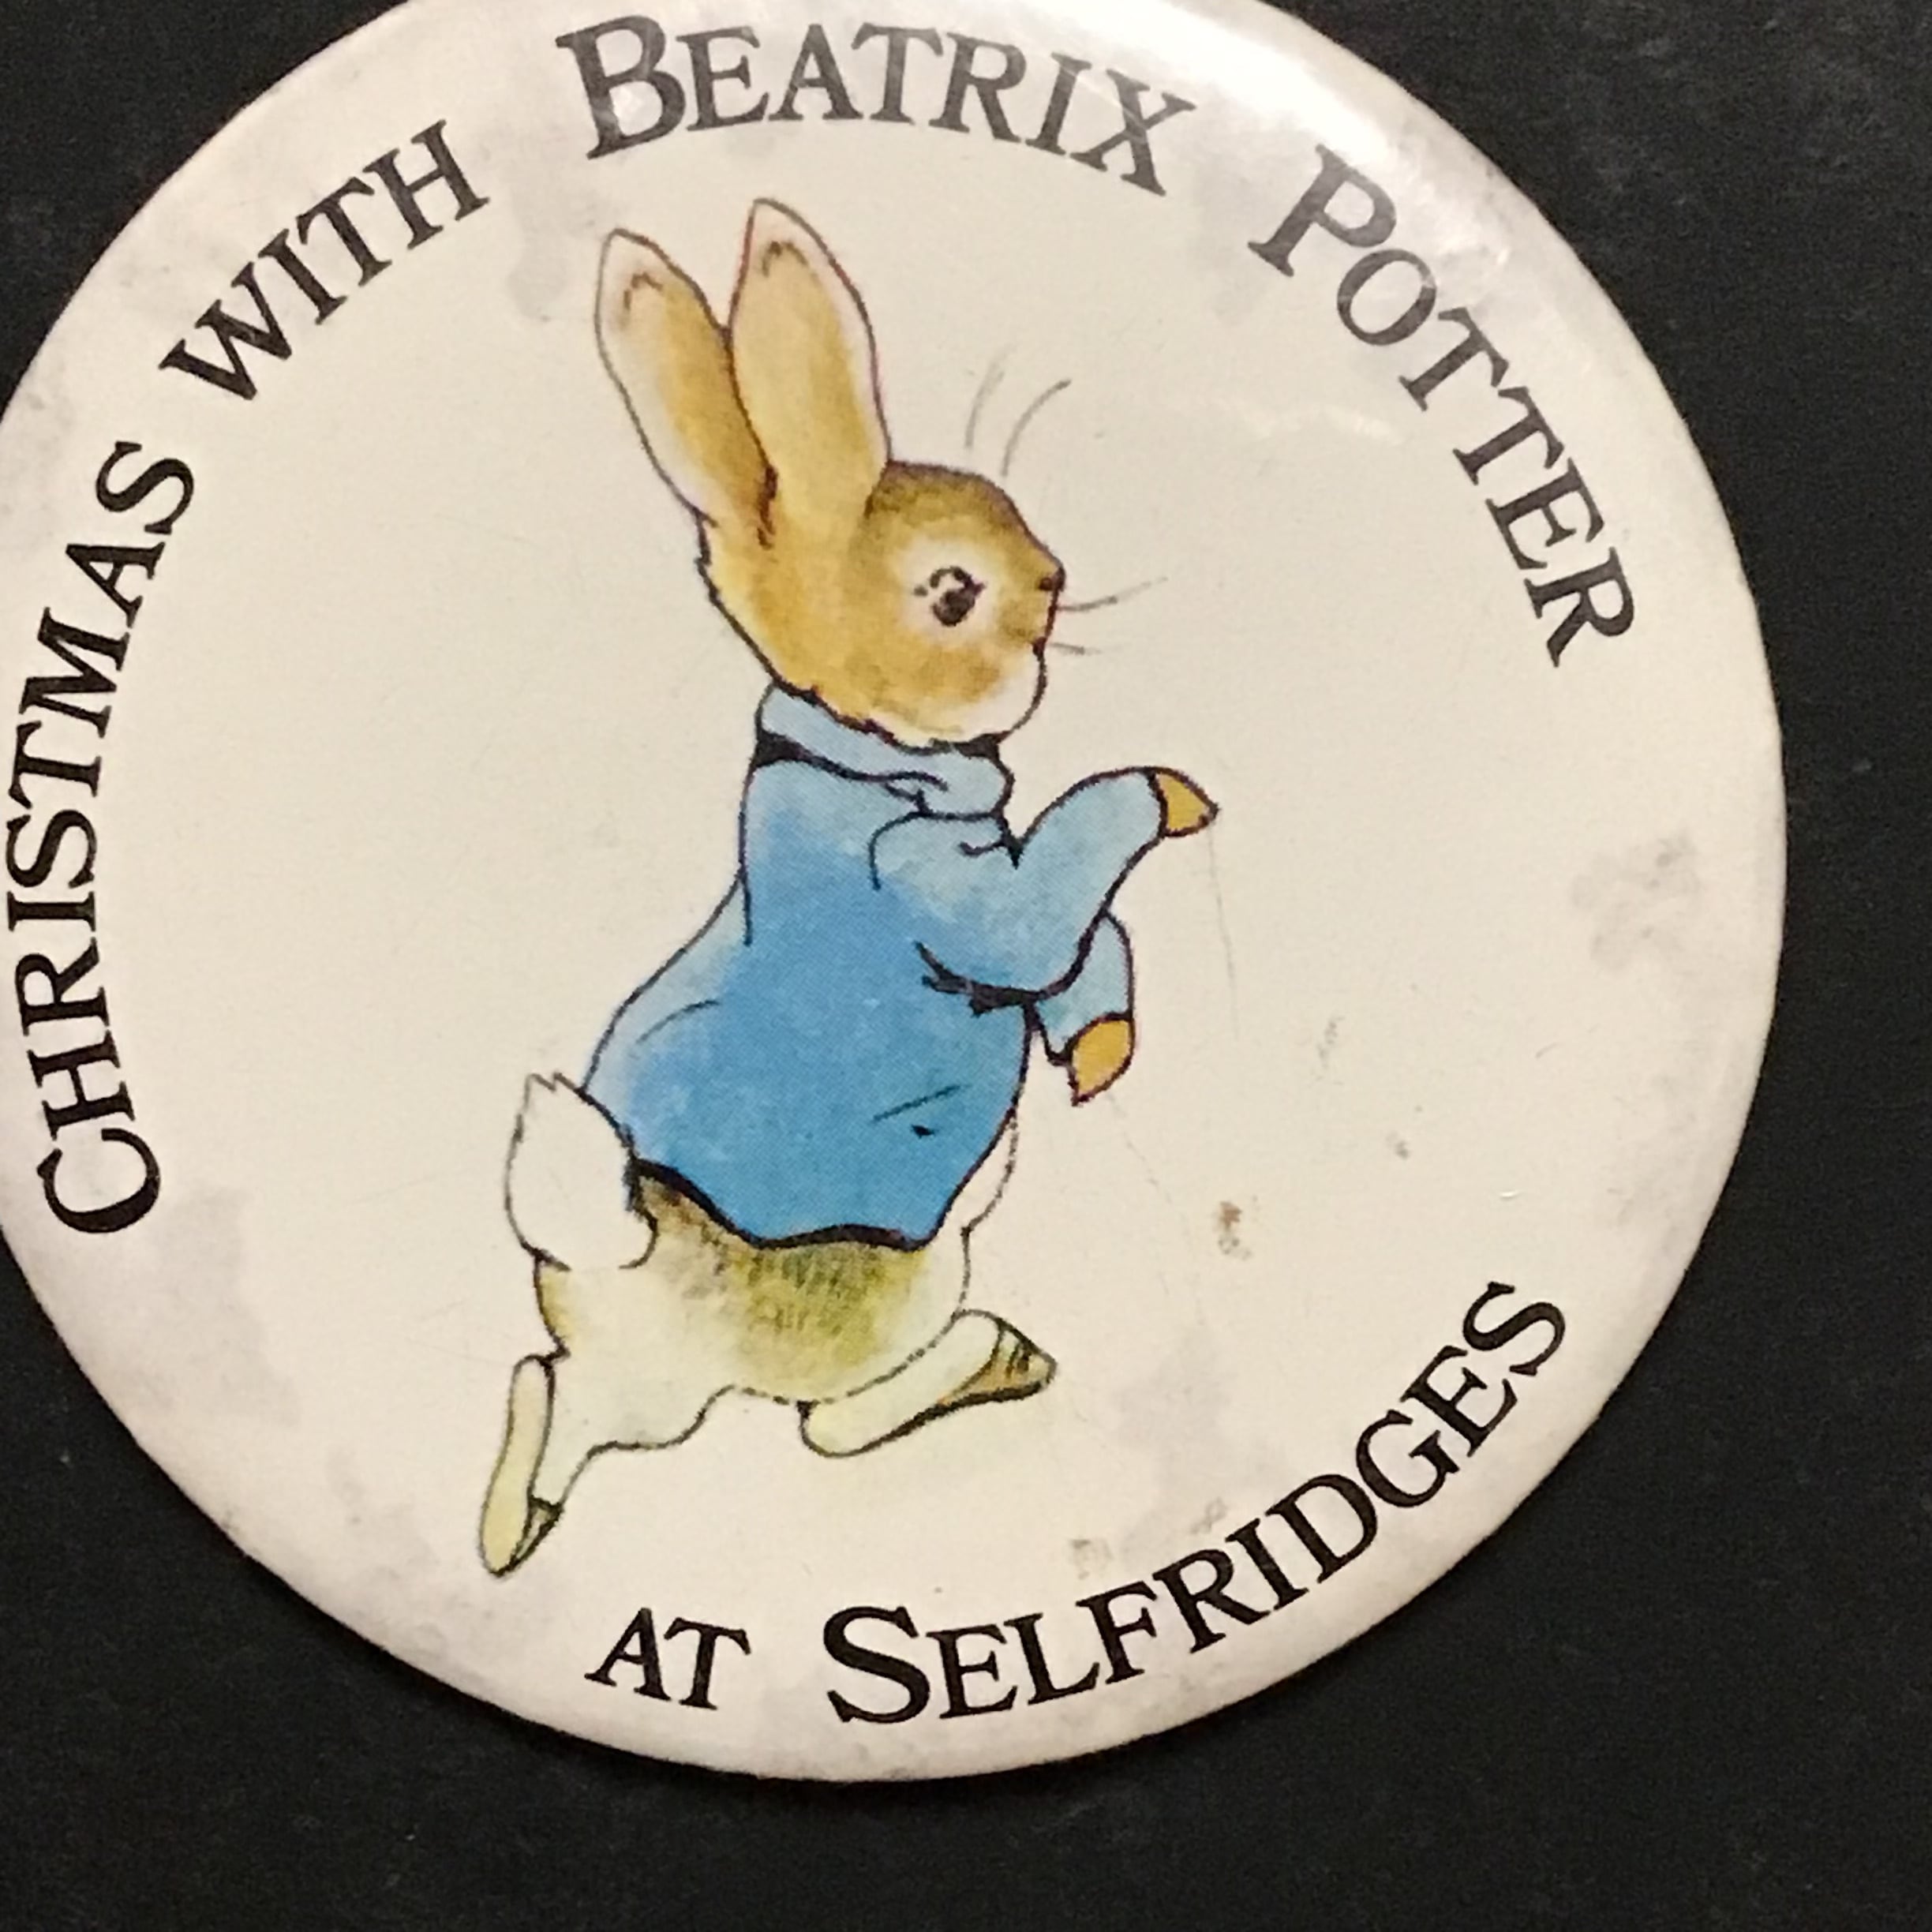 CHRISTMAS WITH BEATRIX POTTER
AT SELFRIDGES